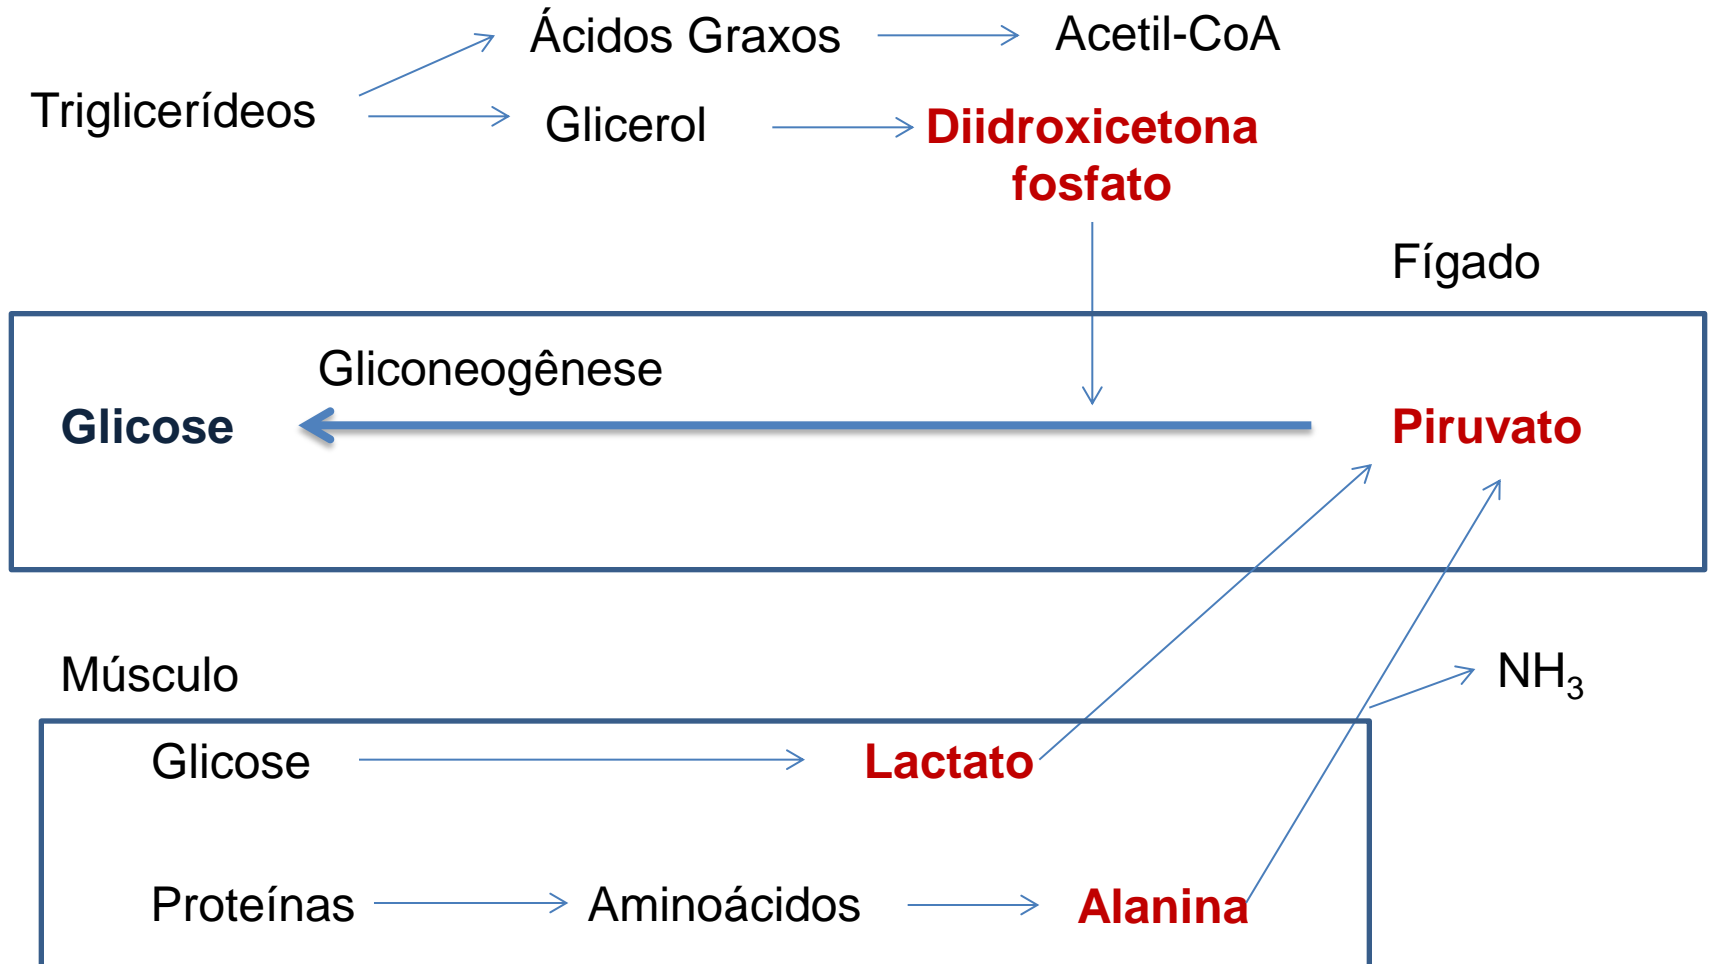 Ácidos Graxos
Acetil-CoA
Triglicerídeos
Glicerol
Diidroxicetona
fosfato
Fígado
Gliconeogênese
Glicose
Piruvato
Músculo
NH₃
Glicose
Lactato
Proteínas
Aminoácidos
Alanina